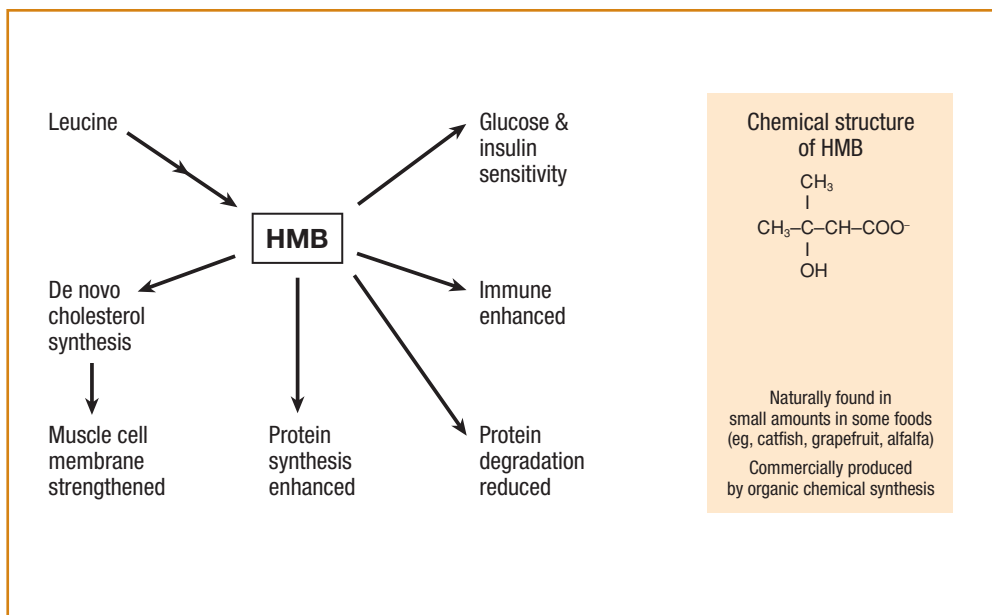 Leucine
Glucose &
insulin
sensitivity
HMB
De novo
cholesterol
synthesis
Immune
enhanced
Muscle cell
membrane
strengthened
Protein
synthesis
enhanced
Protein
degradation
reduced
Chemical structure
of HMB
CH₃
CH₃–C–CH–COO⁻
OH
Naturally found in
small amounts in some foods
(eg, catfish, grapefruit, alfalfa)
Commercially produced
by organic chemical synthesis